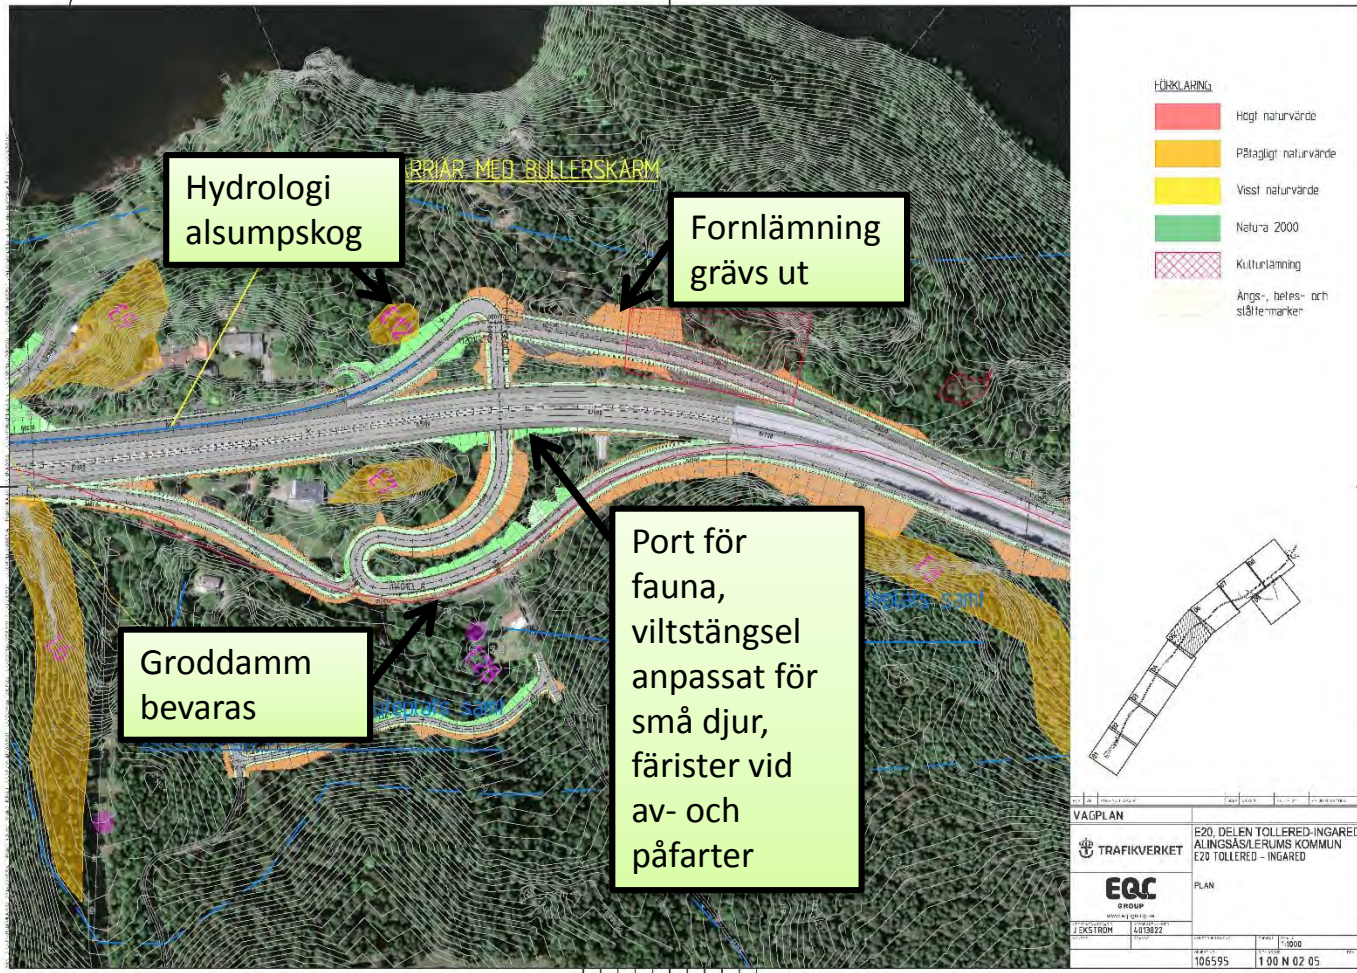 RRIÄR MED BULLERSKÄRM
Hydrologi
alsumpskog
Fornlämning
grävs ut
Port för
fauna,
viltstängsel
anpassat för
små djur,
färister vid
av- och
påfarter
Groddamm
bevaras
FÖRKLARING
Högt naturvärde
Påtagligt naturvärde
Visst naturvärde
Natura 2000
Kulturlämning
Ängs-, betes- och
slåttermarker
VÄGPLAN
TRAFIKVERKET
E20, DELEN TOLLERED-INGARED
ALINGSÅS/LERUMS KOMMUN
E20 TOLLERED - INGARED
PLAN
EQC
GROUP
J EKSTRÖM
4013022
1:1000
106595
1 00 N 02 05